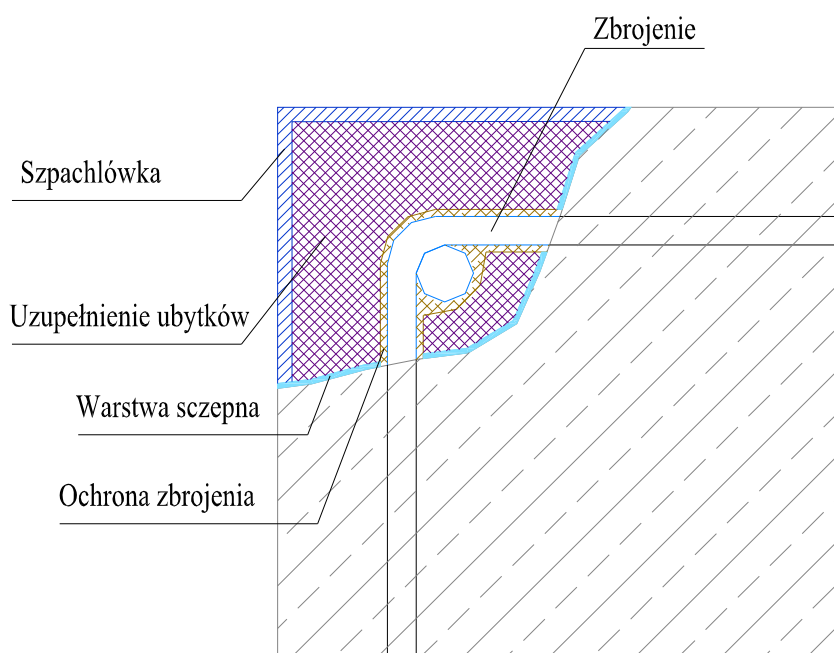 Zbrojenie
Szpachlówka
Uzupełnienie ubytków
Warstwa sczepna
Ochrona zbrojenia